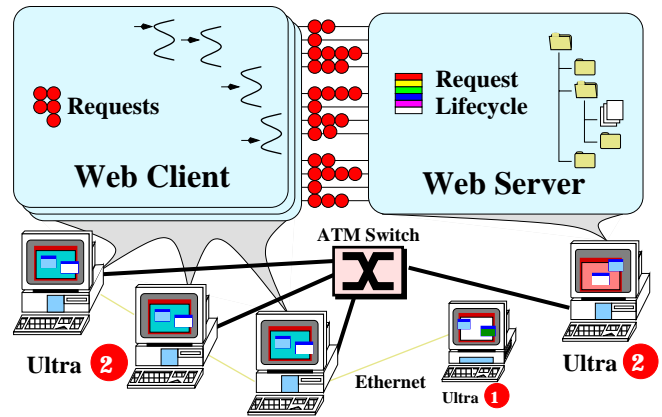 Requests
Web Client
Request
Lifecycle
Web Server
ATM Switch
Ultra 2
Ethernet
Ultra 1
Ultra 2